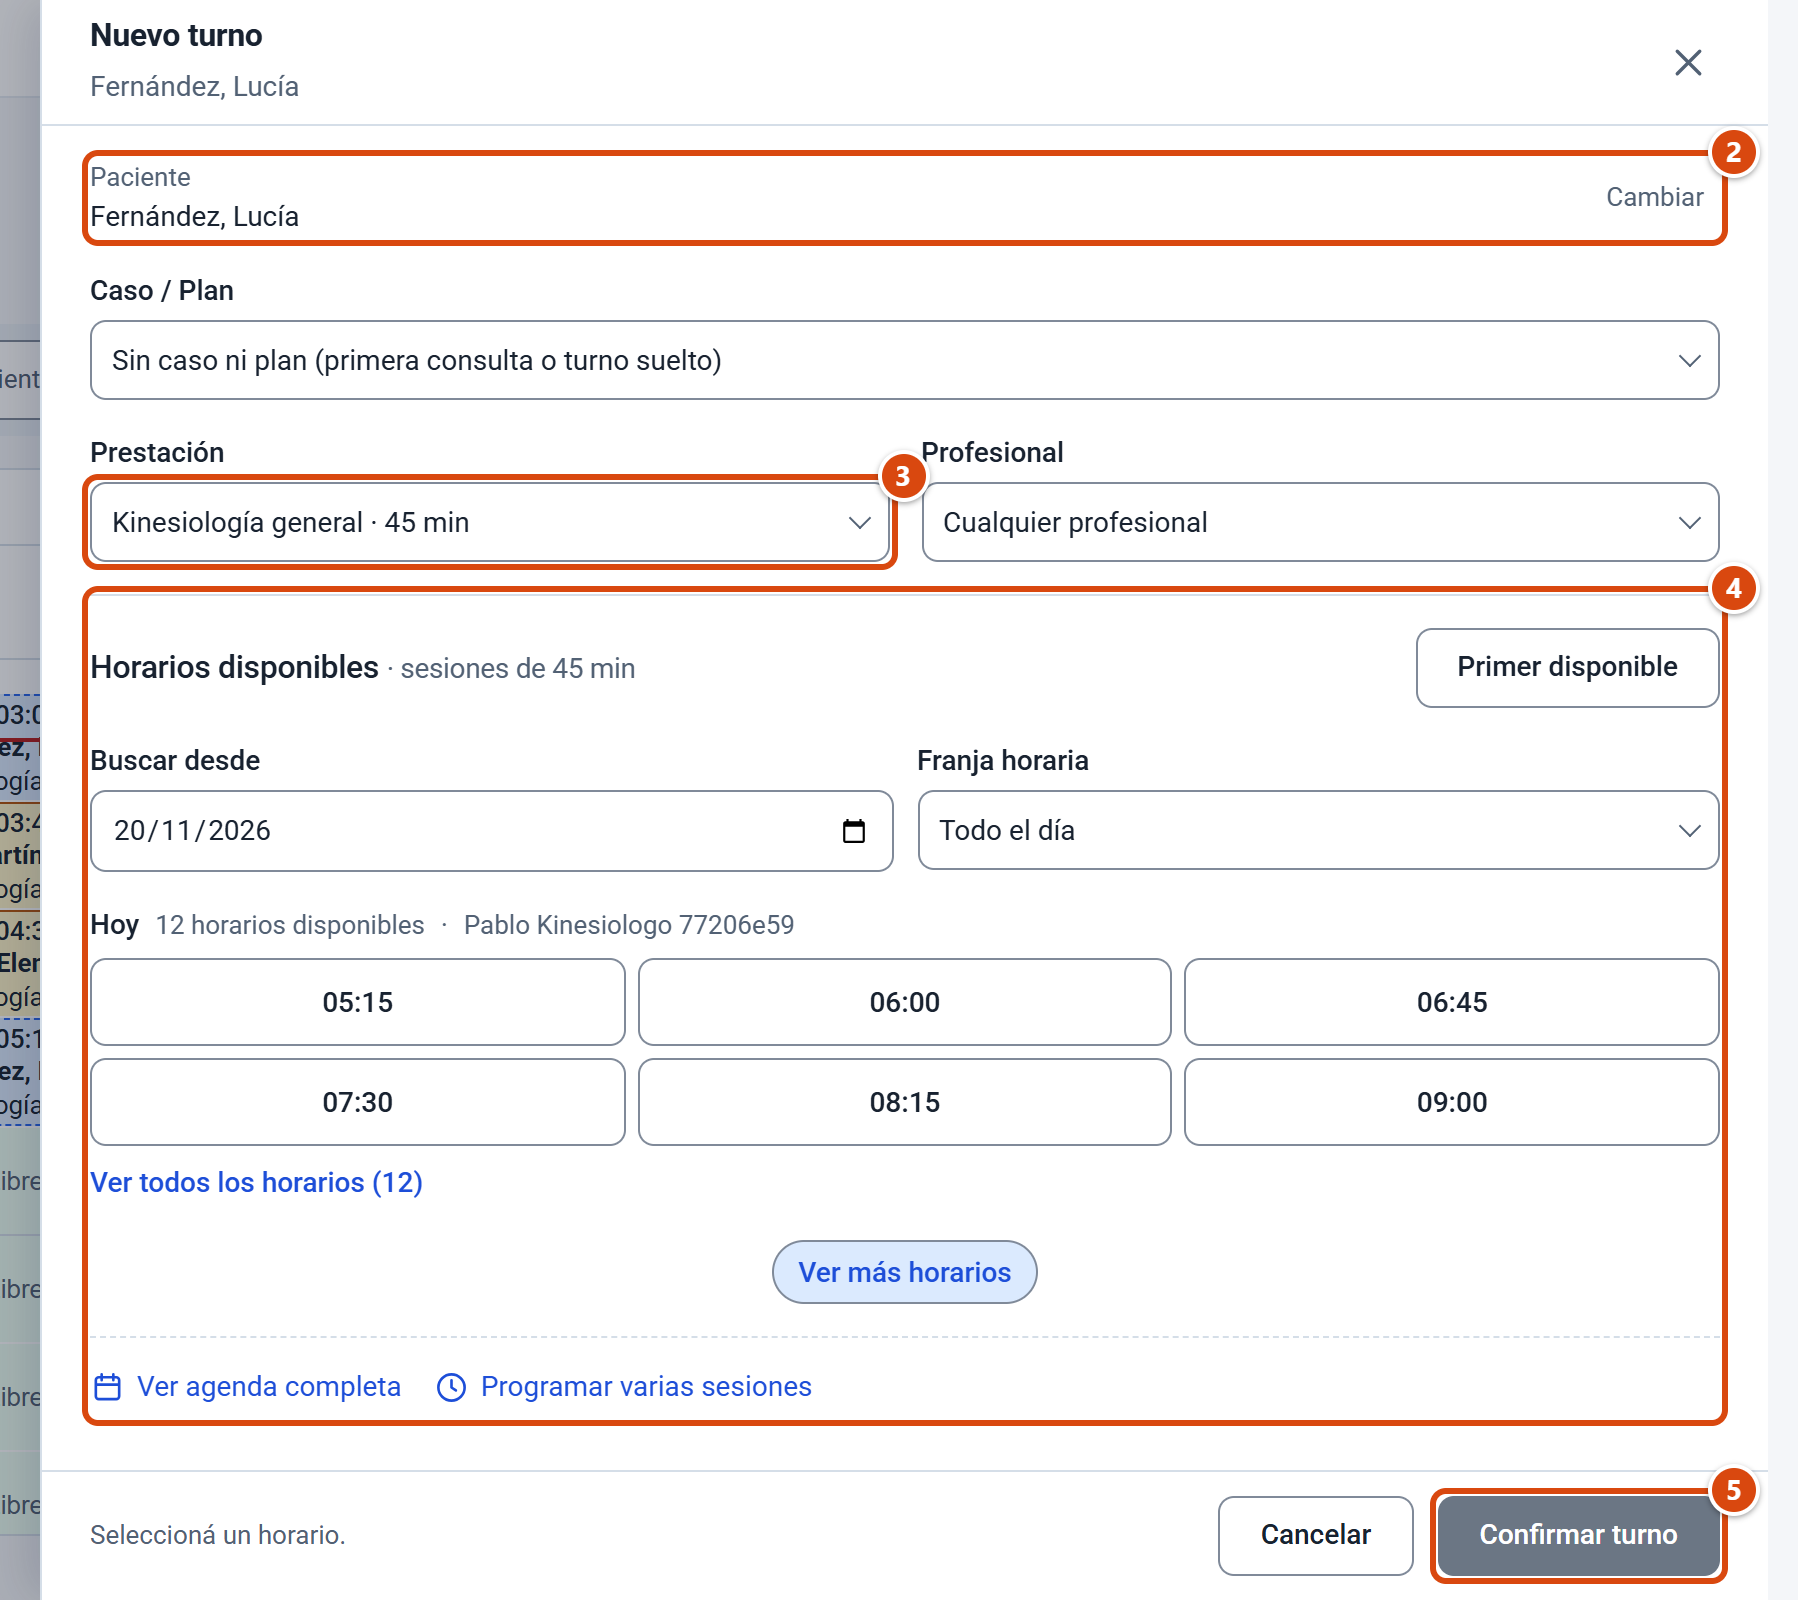 Nuevo turno
Fernández, Lucía
2
Paciente
Fernández, Lucía
Cambiar
Caso / Plan
Sin caso ni plan (primera consulta o turno suelto)
Prestación
Profesional
3
Kinesiología general · 45 min
Cualquier profesional
4
Horarios disponibles · sesiones de 45 min
Primer disponible
Buscar desde
Franja horaria
20/11/2026
Todo el día
Hoy 12 horarios disponibles · Pablo Kinesiologo 77206e59
05:15
06:00
06:45
07:30
08:15
09:00
Ver todos los horarios (12)
Ver más horarios
Ver agenda completa
Programar varias sesiones
5
Seleccioná un horario.
Cancelar
Confirmar turno